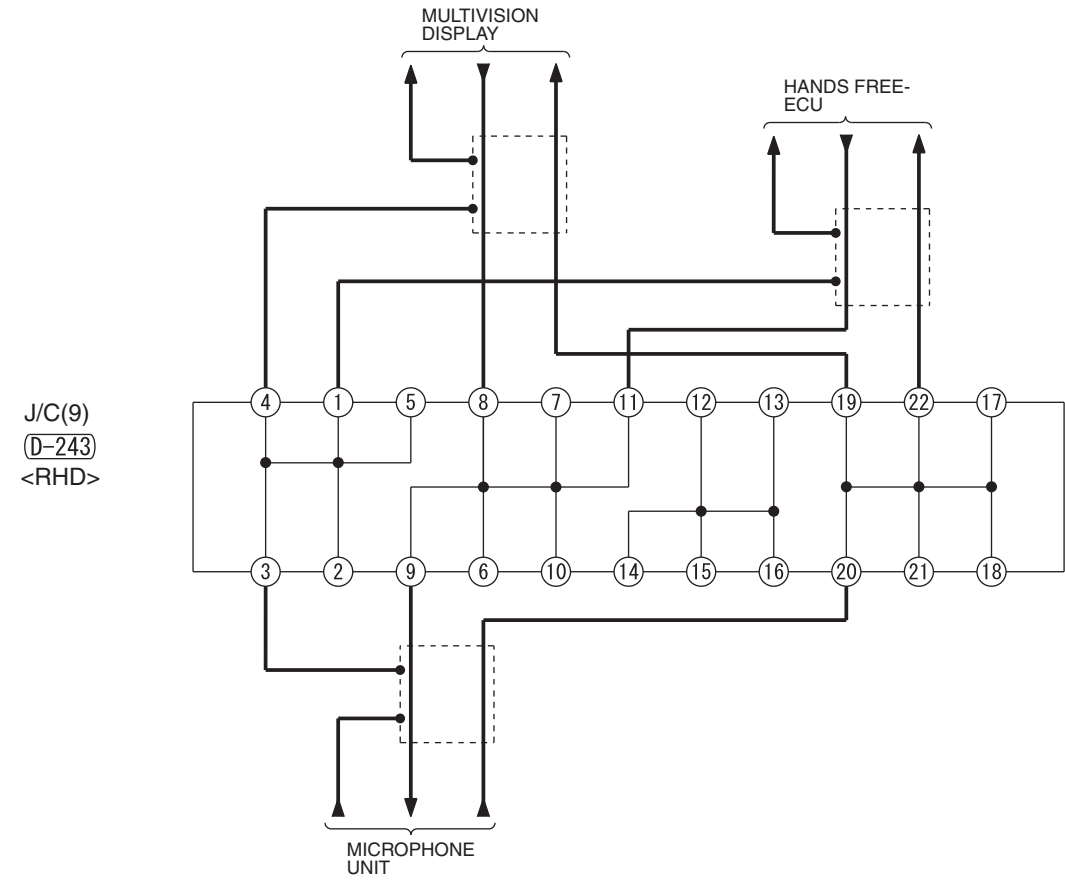 MULTIVISION
DISPLAY
HANDS FREE-
ECU
J/C(9)
D-243
<RHD>
4 1 5 8 7 11 12 13 19 22 17
3 2 9 6 10 14 15 16 20 21 18
MICROPHONE
UNIT